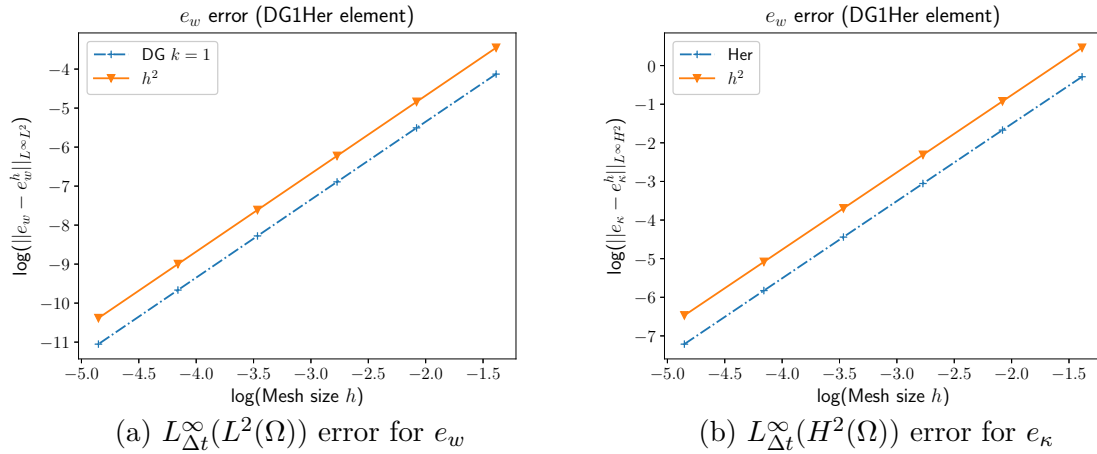 e_w error (DG1Her element)
DG k = 1
h^2
log(||e_w − e_w^h||_{L^∞L^2})
−4
−5
−6
−7
−8
−9
−10
−11
−5.0 −4.5 −4.0 −3.5 −3.0 −2.5 −2.0 −1.5
log(Mesh size h)
(a) L^∞_{Δt}(L^2(Ω)) error for e_w
e_w error (DG1Her element)
Her
h^2
log(||e_κ − e_κ^h||_{L^∞H^2})
0
−1
−2
−3
−4
−5
−6
−7
−5.0 −4.5 −4.0 −3.5 −3.0 −2.5 −2.0 −1.5
log(Mesh size h)
(b) L^∞_{Δt}(H^2(Ω)) error for e_κ